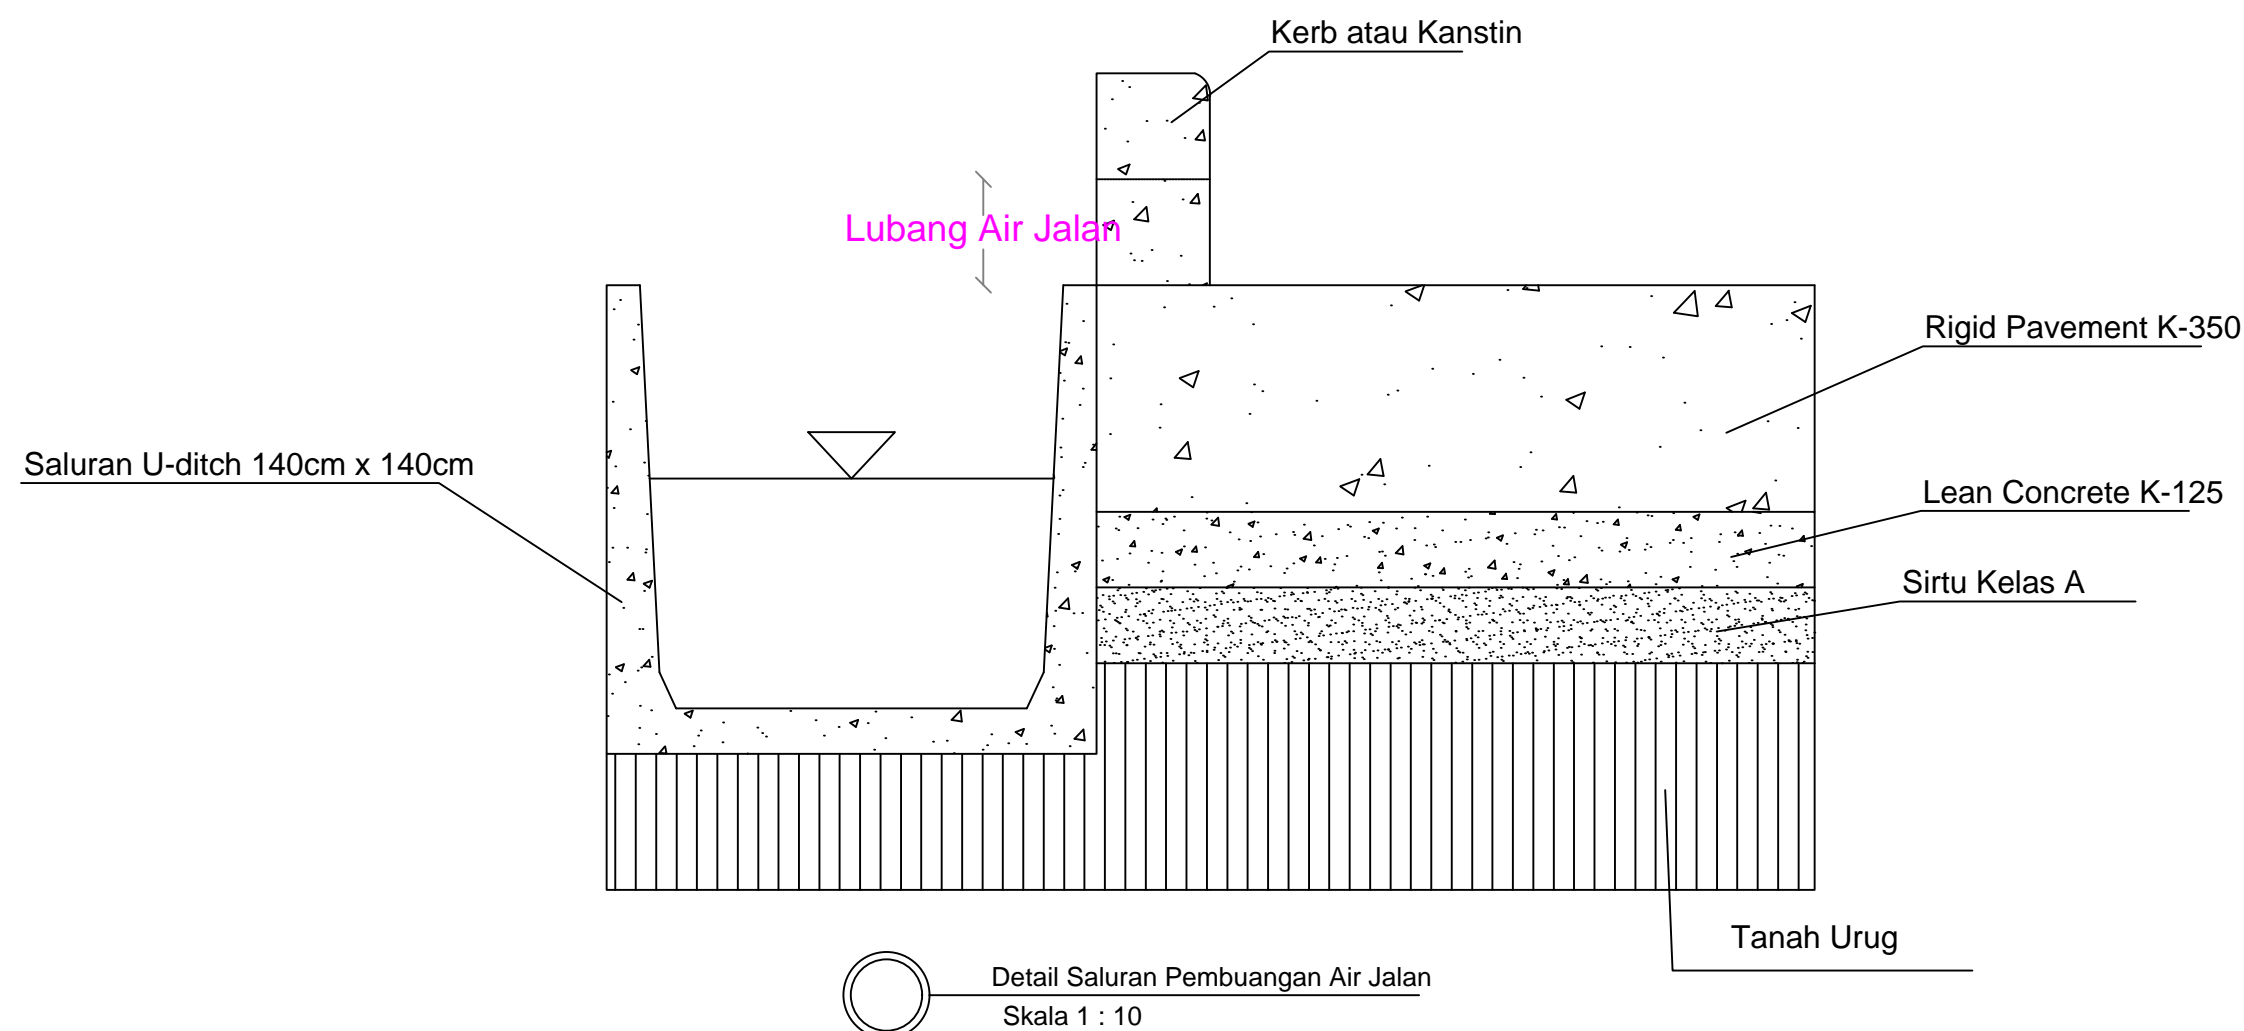 Kerb atau Kanstin
Lubang Air Jalan
Rigid Pavement K-350
Saluran U-ditch 140cm x 140cm
Lean Concrete K-125
Sirtu Kelas A
Tanah Urug
Detail Saluran Pembuangan Air Jalan
Skala 1 : 10